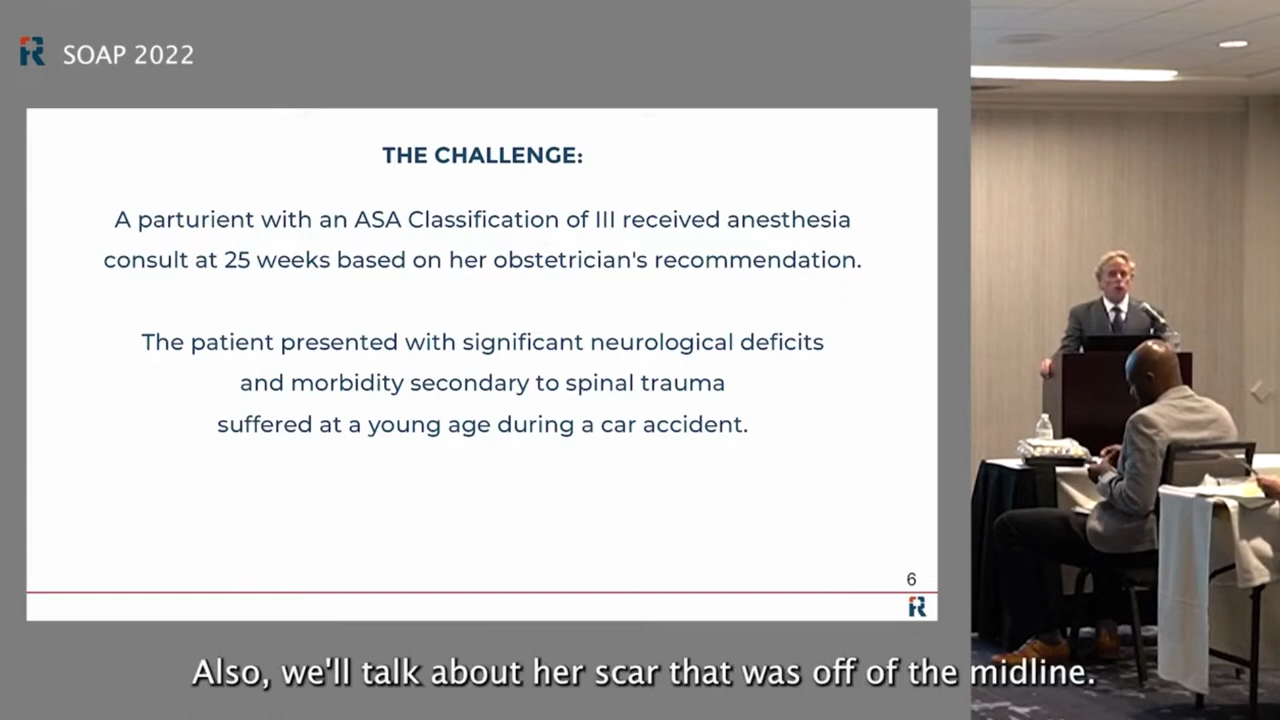 SOAP 2022
THE CHALLENGE:
A parturient with an ASA Classification of III received anesthesia
consult at 25 weeks based on her obstetrician's recommendation.
The patient presented with significant neurological deficits
and morbidity secondary to spinal trauma
suffered at a young age during a car accident.
6
Also, we'll talk about her scar that was off of the midline.